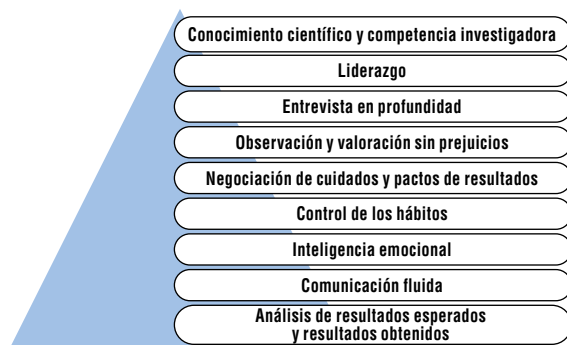 Conocimiento científico y competencia investigadora
Liderazgo
Entrevista en profundidad
Observación y valoración sin prejuicios
Negociación de cuidados y pactos de resultados
Control de los hábitos
Inteligencia emocional
Comunicación fluida
Análisis de resultados esperados
y resultados obtenidos